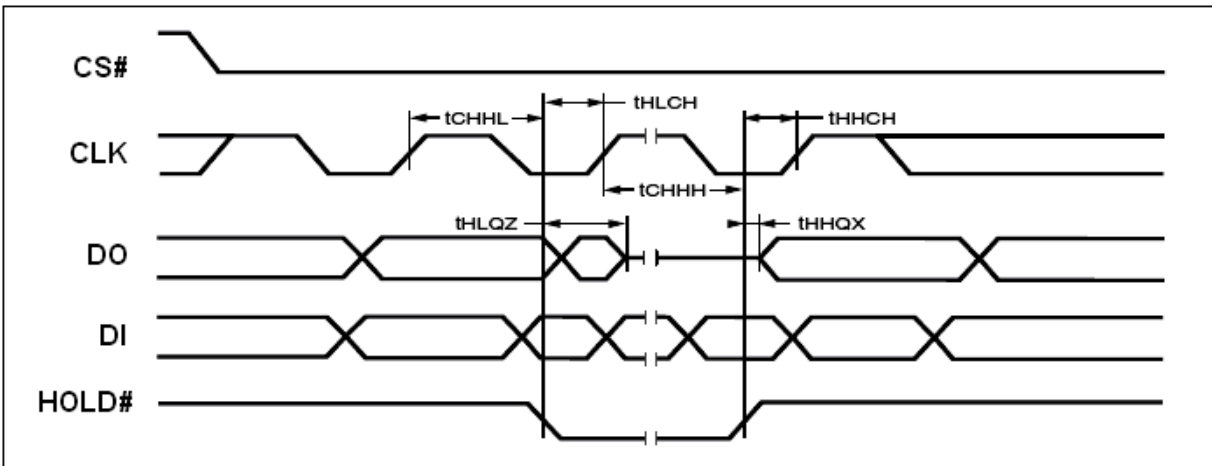 CS#
tHLCH
tCHHL
tHHCH
CLK
tCHHH
tHLQZ
tHHQX
DO
DI
HOLD#